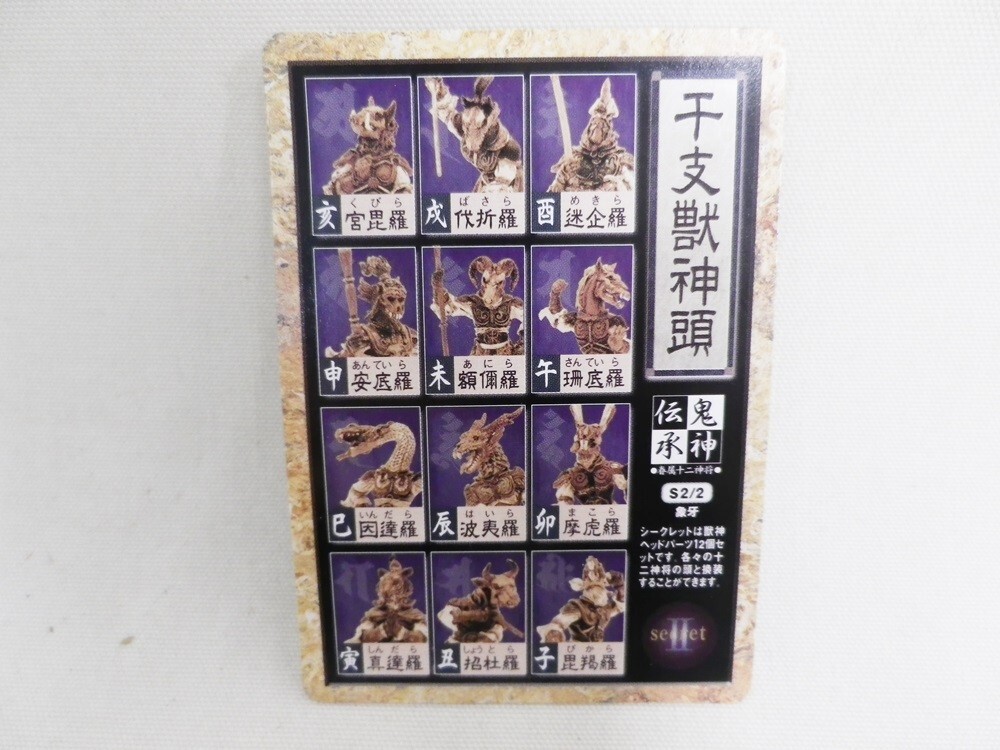 干支獣神頭
鬼神
伝承
●眷属十二神将●
S2/2
象牙
シークレットは獣神
ヘッドパーツ12個セ
ットです。各々の十
二神将の頭と換装
することができます。
secret
II
酉
めきら
迷企羅
戌
ばさら
伐折羅
亥
くびら
宮毘羅
午
さんていら
珊底羅
未
あにら
額儞羅
申
あんていら
安底羅
卯
まこら
摩虎羅
辰
はいら
波夷羅
巳
いんだら
因達羅
子
びから
毘羯羅
丑
しょうとら
招杜羅
寅
しんだら
真達羅